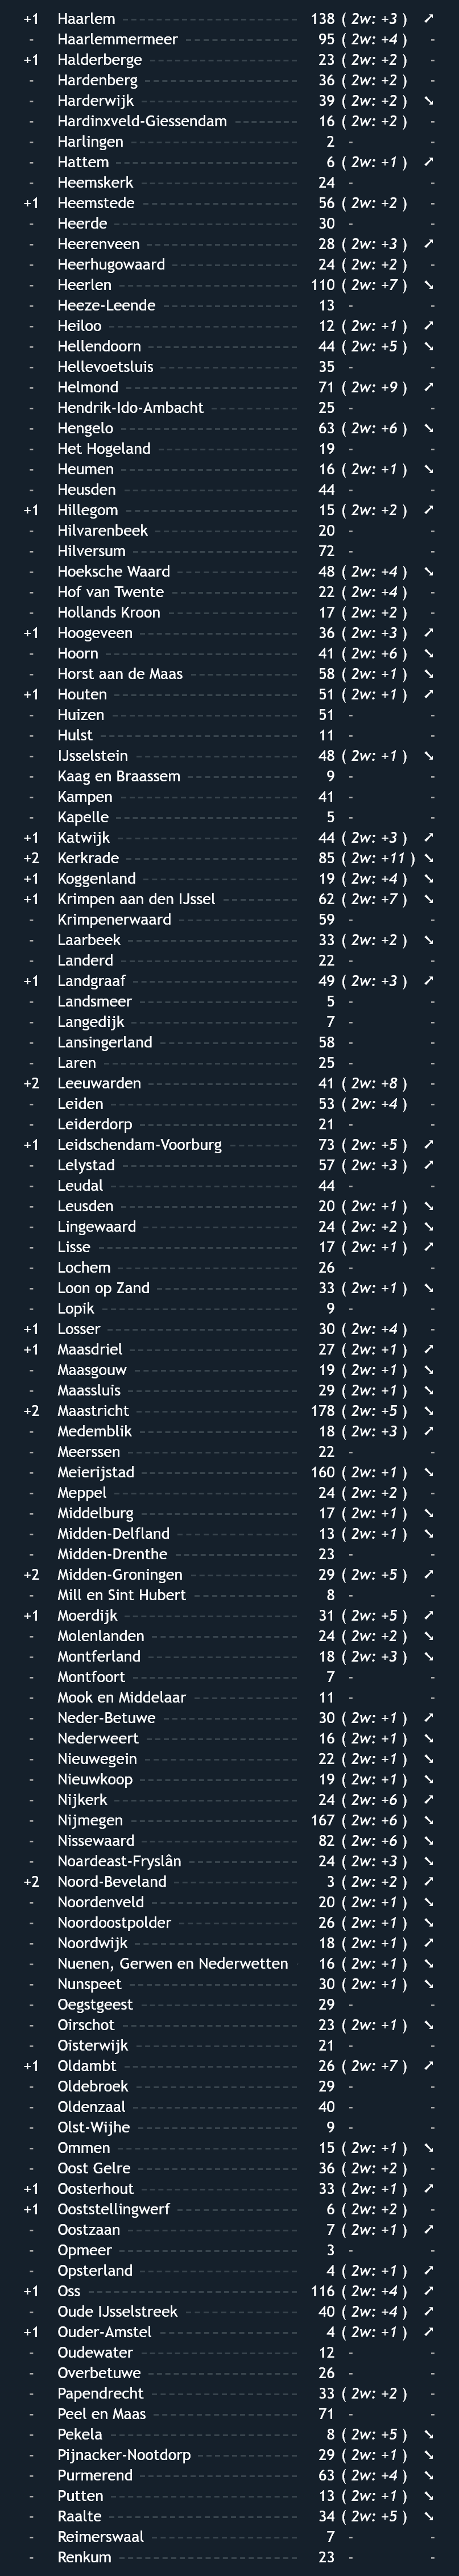 +1 Haarlem 138 ( 2w: +3 ) ➚
- Haarlemmermeer 95 ( 2w: +4 ) -
+1 Halderberge 23 ( 2w: +2 ) -
- Hardenberg 36 ( 2w: +2 ) -
- Harderwijk 39 ( 2w: +2 ) ➘
- Hardinxveld-Giessendam 16 ( 2w: +2 ) -
- Harlingen 2 - -
- Hattem 6 ( 2w: +1 ) ➚
- Heemskerk 24 - -
+1 Heemstede 56 ( 2w: +2 ) -
- Heerde 30 - -
- Heerenveen 28 ( 2w: +3 ) ➚
- Heerhugowaard 24 ( 2w: +2 ) -
- Heerlen 110 ( 2w: +7 ) ➘
- Heeze-Leende 13 - -
- Heiloo 12 ( 2w: +1 ) ➚
- Hellendoorn 44 ( 2w: +5 ) ➘
- Hellevoetsluis 35 - -
- Helmond 71 ( 2w: +9 ) ➚
- Hendrik-Ido-Ambacht 25 - -
- Hengelo 63 ( 2w: +6 ) ➘
- Het Hogeland 19 - -
- Heumen 16 ( 2w: +1 ) ➘
- Heusden 44 - -
+1 Hillegom 15 ( 2w: +2 ) ➚
- Hilvarenbeek 20 - -
- Hilversum 72 - -
- Hoeksche Waard 48 ( 2w: +4 ) ➘
- Hof van Twente 22 ( 2w: +4 ) -
- Hollands Kroon 17 ( 2w: +2 ) -
+1 Hoogeveen 36 ( 2w: +3 ) ➚
- Hoorn 41 ( 2w: +6 ) ➘
- Horst aan de Maas 58 ( 2w: +1 ) ➘
+1 Houten 51 ( 2w: +1 ) ➚
- Huizen 51 - -
- Hulst 11 - -
- IJsselstein 48 ( 2w: +1 ) ➘
- Kaag en Braassem 9 - -
- Kampen 41 - -
- Kapelle 5 - -
+1 Katwijk 44 ( 2w: +3 ) ➚
+2 Kerkrade 85 ( 2w: +11 ) ➘
+1 Koggenland 19 ( 2w: +4 ) ➘
+1 Krimpen aan den IJssel 62 ( 2w: +7 ) ➘
- Krimpenerwaard 59 - -
- Laarbeek 33 ( 2w: +2 ) ➘
- Landerd 22 - -
+1 Landgraaf 49 ( 2w: +3 ) ➚
- Landsmeer 5 - -
- Langedijk 7 - -
- Lansingerland 58 - -
- Laren 25 - -
+2 Leeuwarden 41 ( 2w: +8 ) -
- Leiden 53 ( 2w: +4 ) -
- Leiderdorp 21 - -
+1 Leidschendam-Voorburg 73 ( 2w: +5 ) ➚
- Lelystad 57 ( 2w: +3 ) ➚
- Leudal 44 - -
- Leusden 20 ( 2w: +1 ) ➘
- Lingewaard 24 ( 2w: +2 ) ➘
- Lisse 17 ( 2w: +1 ) ➚
- Lochem 26 - -
- Loon op Zand 33 ( 2w: +1 ) ➘
- Lopik 9 - -
+1 Losser 30 ( 2w: +4 ) -
+1 Maasdriel 27 ( 2w: +1 ) ➚
- Maasgouw 19 ( 2w: +1 ) ➘
- Maassluis 29 ( 2w: +1 ) ➘
+2 Maastricht 178 ( 2w: +5 ) ➘
- Medemblik 18 ( 2w: +3 ) ➚
- Meerssen 22 - -
- Meierijstad 160 ( 2w: +1 ) ➘
- Meppel 24 ( 2w: +2 ) -
- Middelburg 17 ( 2w: +1 ) ➘
- Midden-Delfland 13 ( 2w: +1 ) ➘
- Midden-Drenthe 23 - -
+2 Midden-Groningen 29 ( 2w: +5 ) ➚
- Mill en Sint Hubert 8 - -
+1 Moerdijk 31 ( 2w: +5 ) ➚
- Molenlanden 24 ( 2w: +2 ) ➘
- Montferland 18 ( 2w: +3 ) ➘
- Montfoort 7 - -
- Mook en Middelaar 11 - -
- Neder-Betuwe 30 ( 2w: +1 ) ➚
- Nederweert 16 ( 2w: +1 ) ➘
- Nieuwegein 22 ( 2w: +1 ) ➘
- Nieuwkoop 19 ( 2w: +1 ) ➘
- Nijkerk 24 ( 2w: +6 ) ➚
- Nijmegen 167 ( 2w: +6 ) ➘
- Nissewaard 82 ( 2w: +6 ) ➘
- Noardeast-Fryslân 24 ( 2w: +3 ) ➘
+2 Noord-Beveland 3 ( 2w: +2 ) ➚
- Noordenveld 20 ( 2w: +1 ) ➘
- Noordoostpolder 26 ( 2w: +1 ) ➘
- Noordwijk 18 ( 2w: +1 ) ➚
- Nuenen, Gerwen en Nederwetten 16 ( 2w: +1 ) ➘
- Nunspeet 30 ( 2w: +1 ) ➘
- Oegstgeest 29 - -
- Oirschot 23 ( 2w: +1 ) ➘
- Oisterwijk 21 - -
+1 Oldambt 26 ( 2w: +7 ) ➚
- Oldebroek 29 - -
- Oldenzaal 40 - -
- Olst-Wijhe 9 - -
- Ommen 15 ( 2w: +1 ) ➘
- Oost Gelre 36 ( 2w: +2 ) -
+1 Oosterhout 33 ( 2w: +1 ) ➚
+1 Ooststellingwerf 6 ( 2w: +2 ) -
- Oostzaan 7 ( 2w: +1 ) ➚
- Opmeer 3 - -
- Opsterland 4 ( 2w: +1 ) ➚
+1 Oss 116 ( 2w: +4 ) ➚
- Oude IJsselstreek 40 ( 2w: +4 ) ➚
+1 Ouder-Amstel 4 ( 2w: +1 ) ➚
- Oudewater 12 - -
- Overbetuwe 26 - -
- Papendrecht 33 ( 2w: +2 ) -
- Peel en Maas 71 - -
- Pekela 8 ( 2w: +5 ) ➘
- Pijnacker-Nootdorp 29 ( 2w: +1 ) ➘
- Purmerend 63 ( 2w: +4 ) ➘
- Putten 13 ( 2w: +1 ) ➘
- Raalte 34 ( 2w: +5 ) ➘
- Reimerswaal 7 - -
- Renkum 23 - -